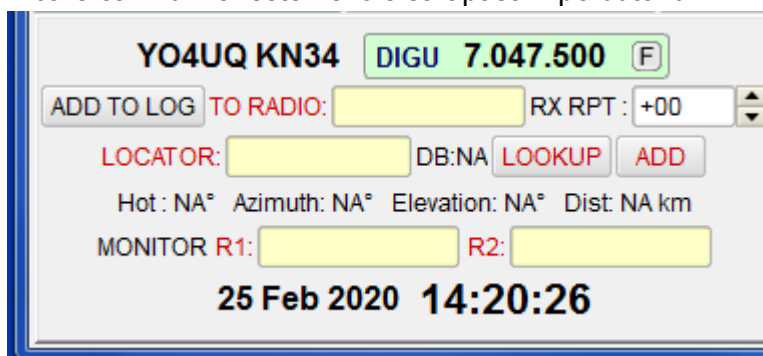 YO4UQ KN34 DIGU 7.047.500 F
ADD TO LOG TO RADIO: RX RPT : +00
LOCATOR: DB:NA LOOKUP ADD
Hot : NA° Azimuth: NA° Elevation: NA° Dist: NA km
MONITOR R1: R2:
25 Feb 2020 14:20:26